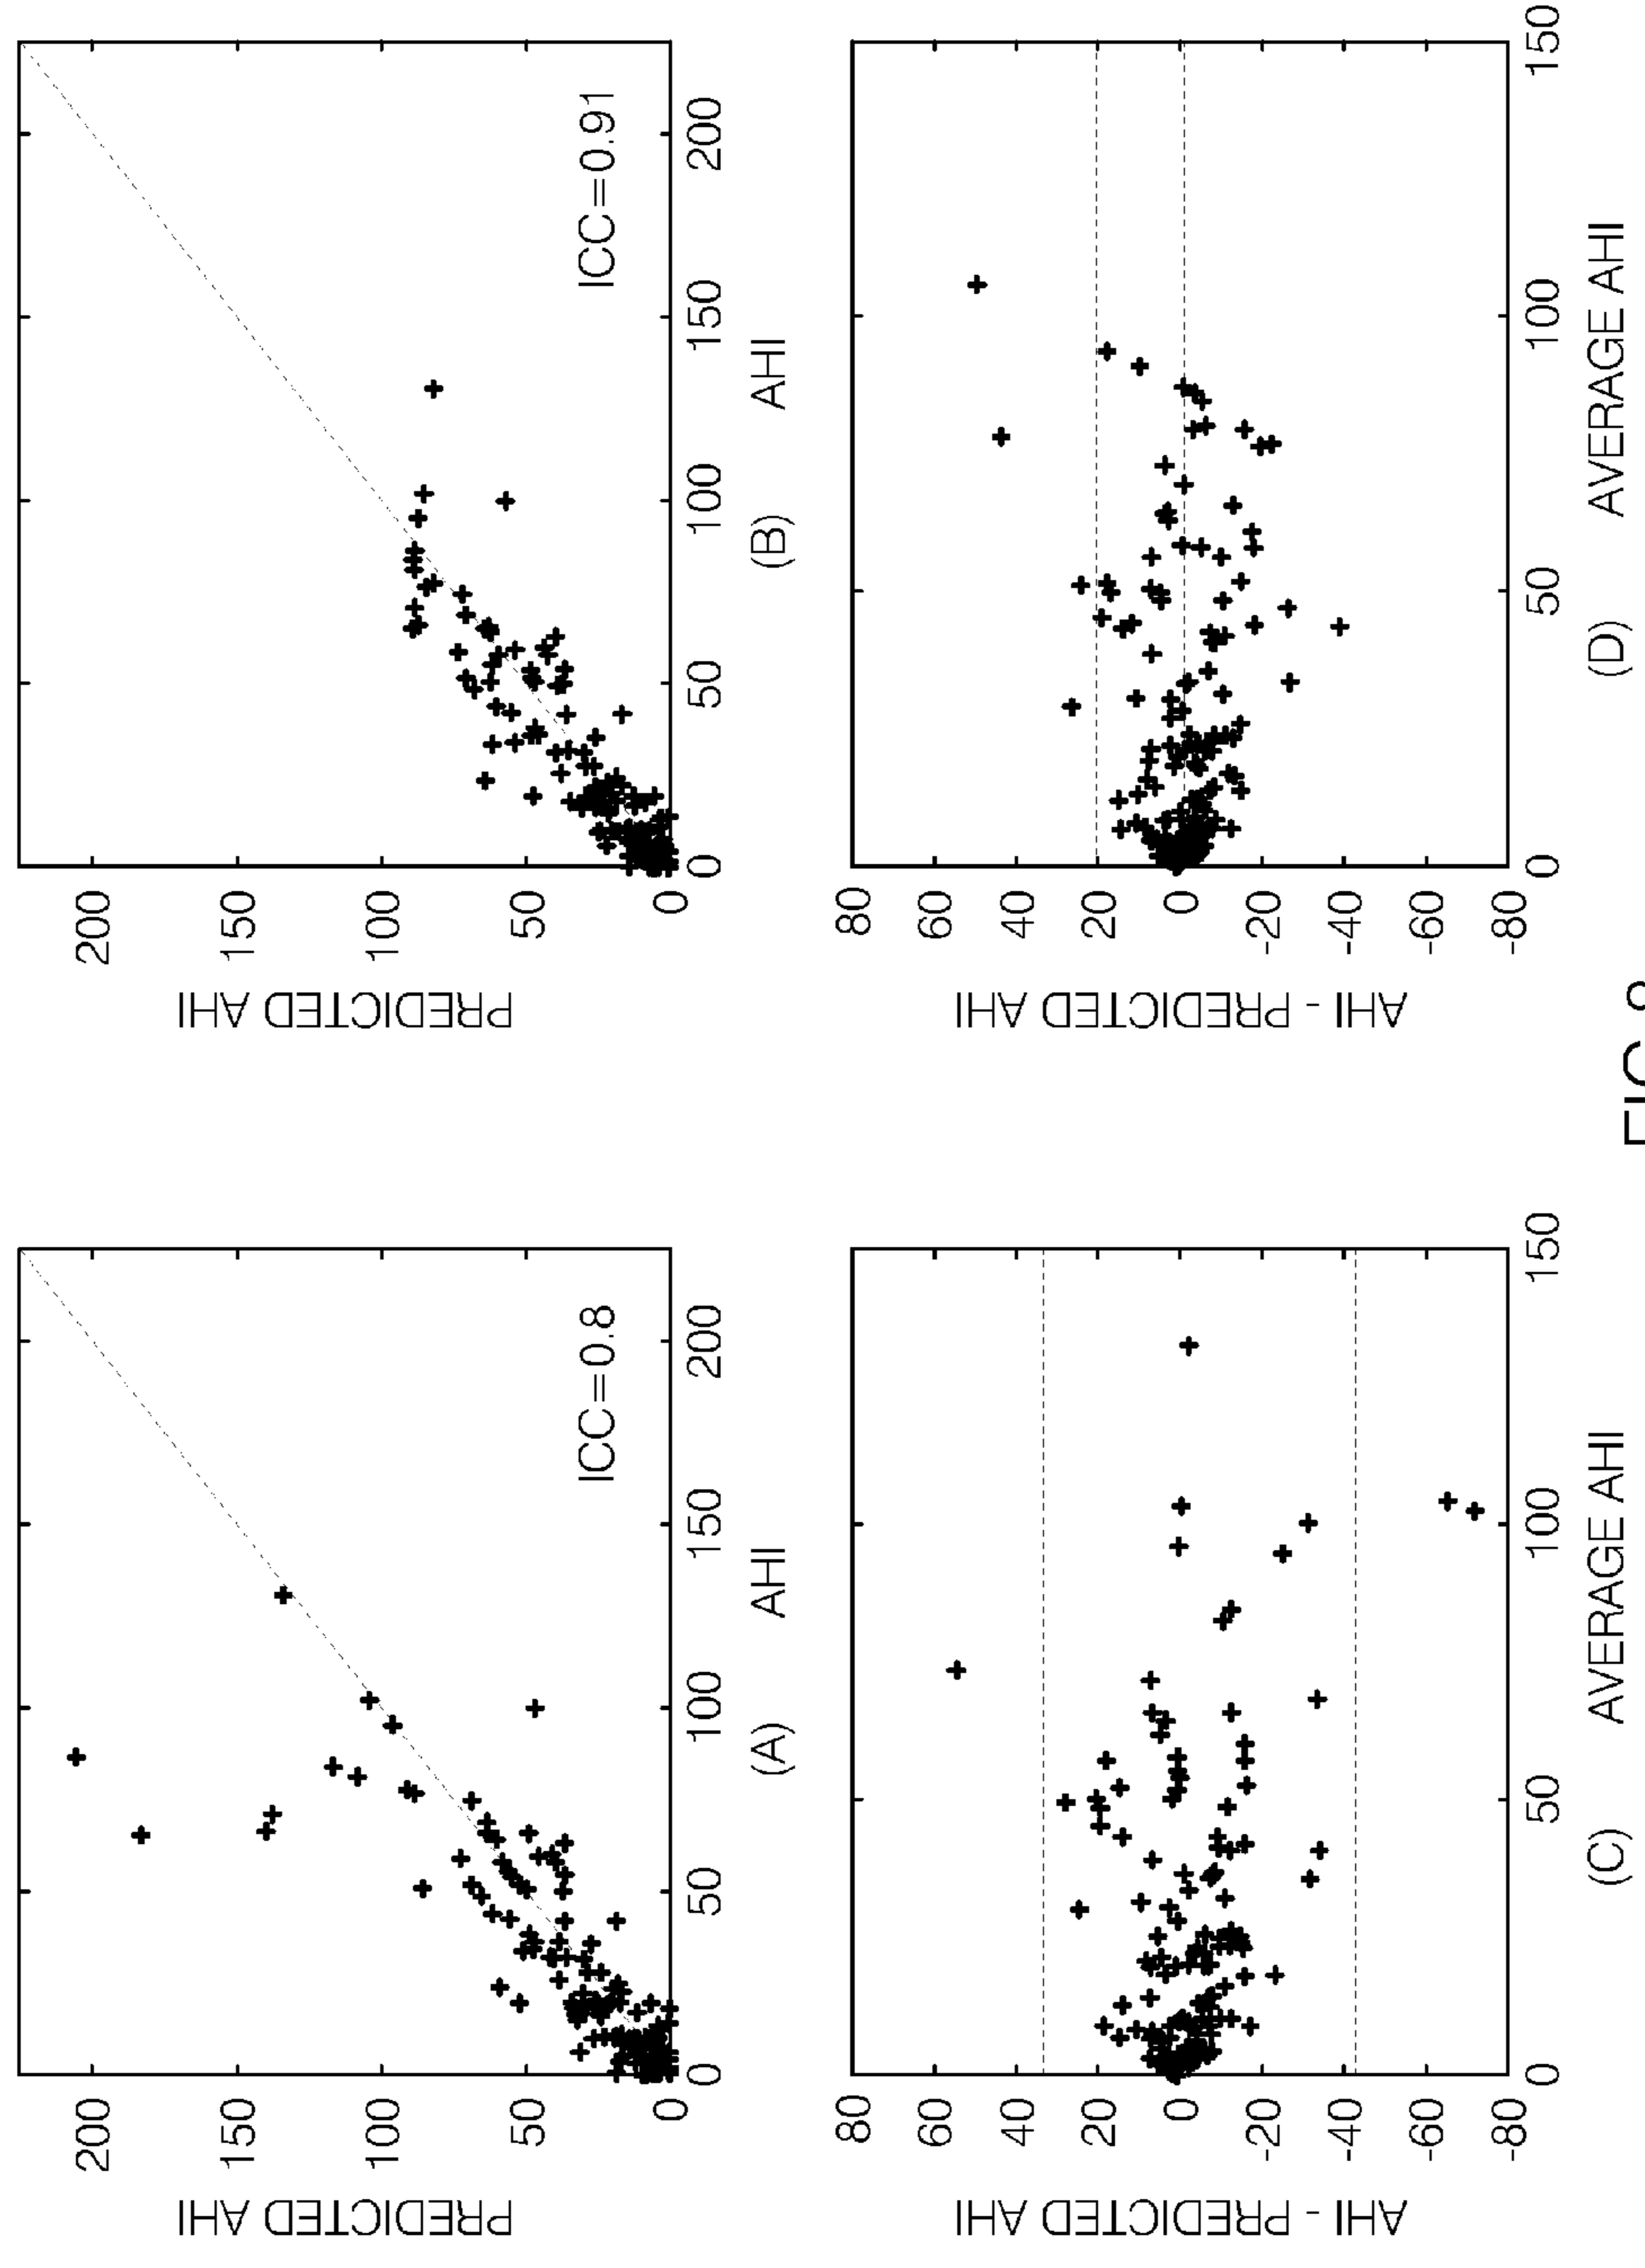 200
150
100
50
0
PREDICTED AHI
0 50 100 150 200
(A) AHI
ICC=0.8
80
60
40
20
0
-20
-40
-60
-80
AHI - PREDICTED AHI
0 50 100 150
(C) AVERAGE AHI
200
150
100
50
0
PREDICTED AHI
0 50 100 150 200
(B) AHI
ICC=0.91
80
60
40
20
0
-20
-40
-60
-80
AHI - PREDICTED AHI
0 50 100 150
(D) AVERAGE AHI